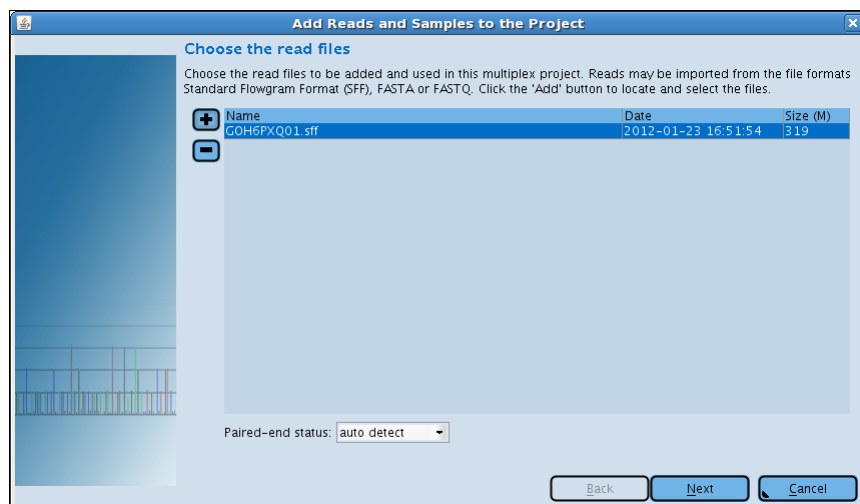 Add Reads and Samples to the Project
Choose the read files
Choose the read files to be added and used in this multiplex project. Reads may be imported from the file formats
Standard Flowgram Format (SFF), FASTA or FASTQ. Click the 'Add' button to locate and select the files.
Name Date Size (M)
G0H6PXQ01.sff 2012-01-23 16:51:54 319
Paired-end status: auto detect
Back Next Cancel